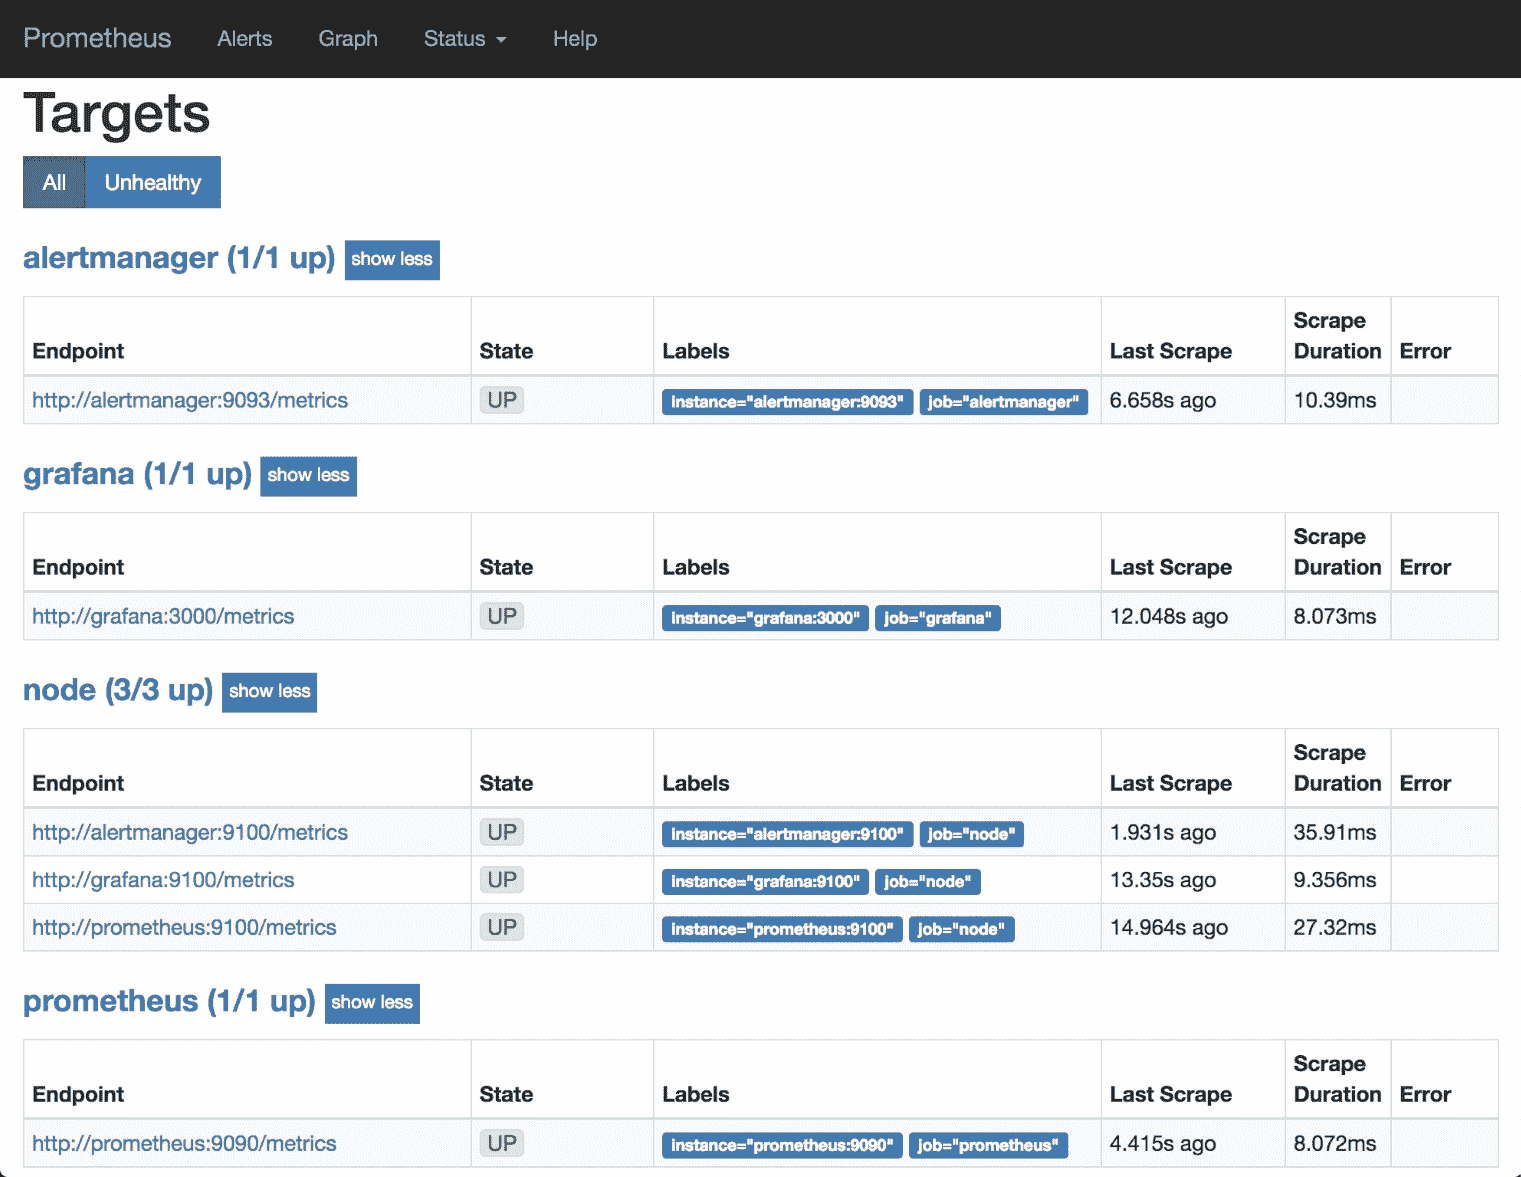 Prometheus Alerts Graph Status Help
Targets
All Unhealthy
alertmanager (1/1 up) show less
Endpoint State Labels Last Scrape Scrape Duration Error
http://alertmanager:9093/metrics UP instance="alertmanager:9093" job="alertmanager" 6.658s ago 10.39ms
grafana (1/1 up) show less
Endpoint State Labels Last Scrape Scrape Duration Error
http://grafana:3000/metrics UP instance="grafana:3000" job="grafana" 12.048s ago 8.073ms
node (3/3 up) show less
Endpoint State Labels Last Scrape Scrape Duration Error
http://alertmanager:9100/metrics UP instance="alertmanager:9100" job="node" 1.931s ago 35.91ms
http://grafana:9100/metrics UP instance="grafana:9100" job="node" 13.35s ago 9.356ms
http://prometheus:9100/metrics UP instance="prometheus:9100" job="node" 14.964s ago 27.32ms
prometheus (1/1 up) show less
Endpoint State Labels Last Scrape Scrape Duration Error
http://prometheus:9090/metrics UP instance="prometheus:9090" job="prometheus" 4.415s ago 8.072ms